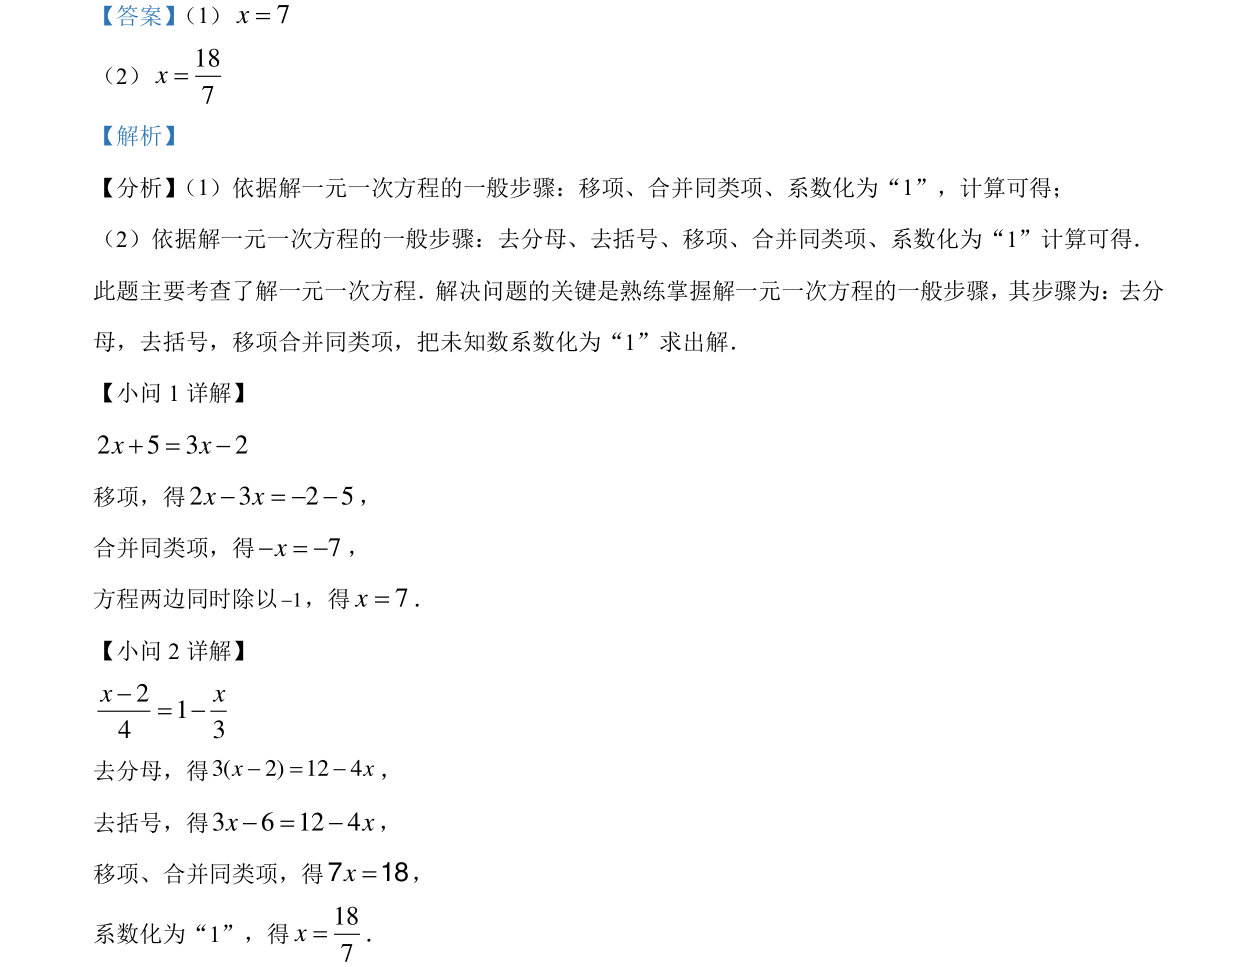 【答案】（1）x = 7
（2）x = 18/7
【解析】
【分析】（1）依据解一元一次方程的一般步骤：移项、合并同类项、系数化为“1”，计算可得；
（2）依据解一元一次方程的一般步骤：去分母、去括号、移项、合并同类项、系数化为“1”计算可得．
此题主要考查了解一元一次方程．解决问题的关键是熟练掌握解一元一次方程的一般步骤，其步骤为：去分
母，去括号，移项合并同类项，把未知数系数化为“1”求出解．
【小问 1 详解】
2x + 5 = 3x − 2
移项，得 2x − 3x = −2 − 5，
合并同类项，得 −x = −7，
方程两边同时除以 −1，得 x = 7．
【小问 2 详解】
(x − 2)/4 = 1 − x/3
去分母，得 3(x − 2) = 12 − 4x，
去括号，得 3x − 6 = 12 − 4x，
移项、合并同类项，得 7x = 18，
系数化为“1”，得 x = 18/7．